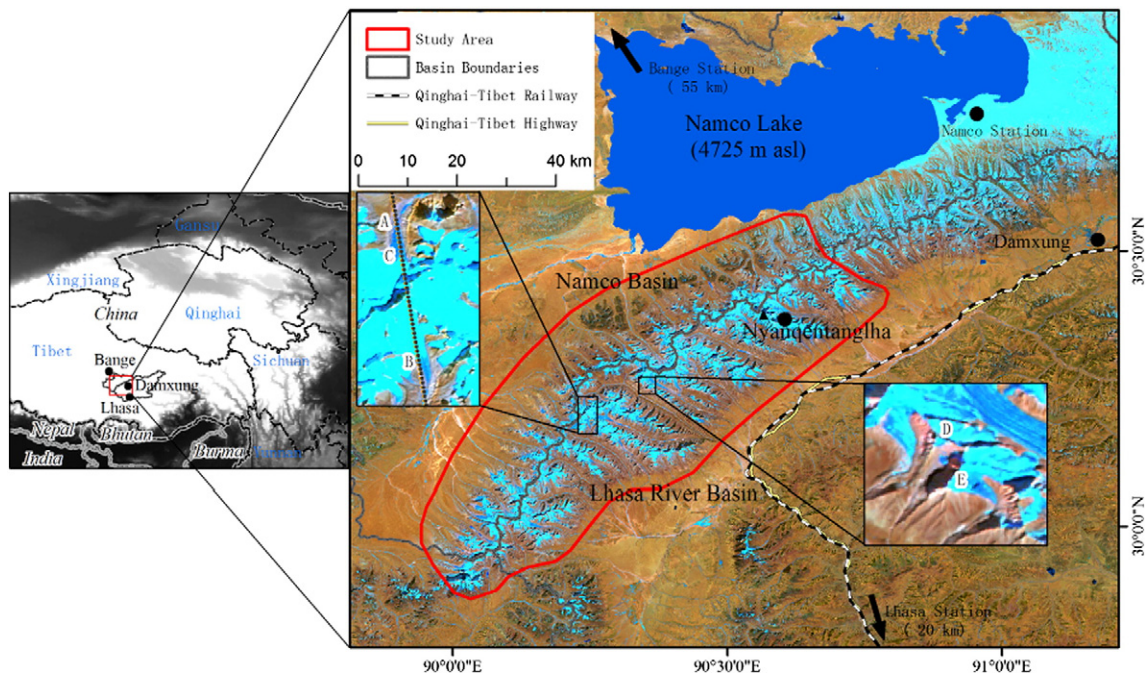 Study Area
Basin Boundaries
Qinghai-Tibet Railway
Qinghai-Tibet Highway
0 10 20 40 km
Bange Station
( 55 km)
Namco Lake
(4725 m asl)
Namco Station
Damxung
Namco Basin
Nyanqentanglha
Lhasa River Basin
Lhasa Station
( 20 km)
A
C
B
D
E
Gansu
Xingjiang
China
Qinghai
Tibet
Sichuan
Bange
Damxung
Lhasa
Nepal
Bhutan
India
Burma
30°30'0"N
30°0'0"N
90°0'0"E
90°30'0"E
91°0'0"E